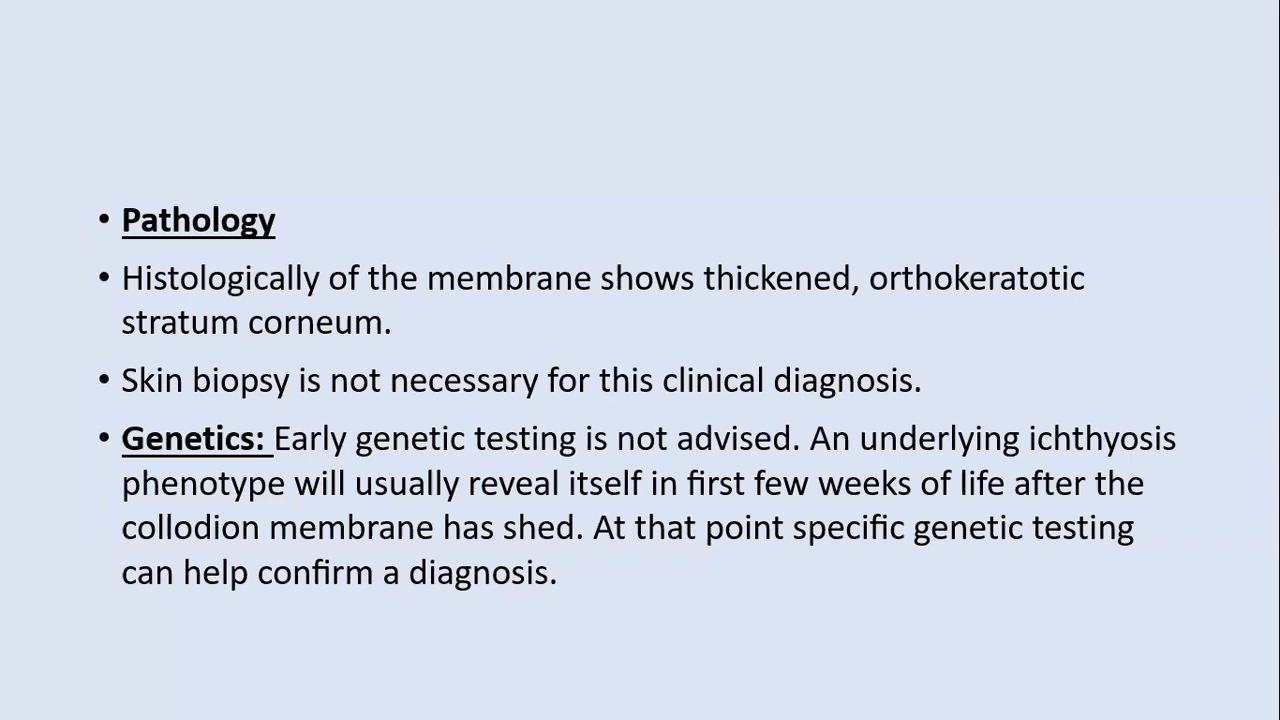 • Pathology
• Histologically of the membrane shows thickened, orthokeratotic
stratum corneum.
• Skin biopsy is not necessary for this clinical diagnosis.
• Genetics: Early genetic testing is not advised. An underlying ichthyosis
phenotype will usually reveal itself in first few weeks of life after the
collodion membrane has shed. At that point specific genetic testing
can help confirm a diagnosis.